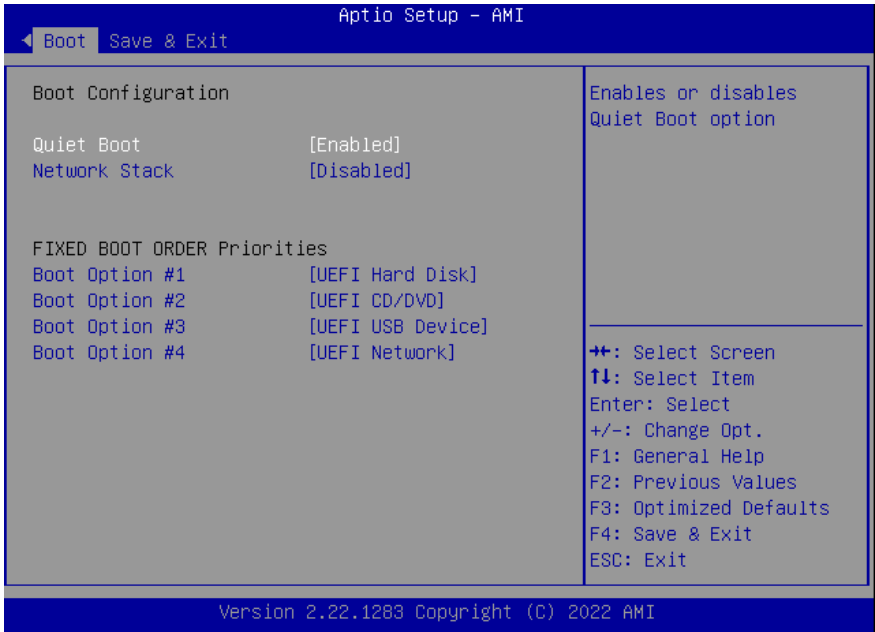 Aptio Setup – AMI
Boot Save & Exit
Boot Configuration
Quiet Boot [Enabled]
Network Stack [Disabled]
FIXED BOOT ORDER Priorities
Boot Option #1 [UEFI Hard Disk]
Boot Option #2 [UEFI CD/DVD]
Boot Option #3 [UEFI USB Device]
Boot Option #4 [UEFI Network]
Enables or disables
Quiet Boot option
→←: Select Screen
↑↓: Select Item
Enter: Select
+/-: Change Opt.
F1: General Help
F2: Previous Values
F3: Optimized Defaults
F4: Save & Exit
ESC: Exit
Version 2.22.1283 Copyright (C) 2022 AMI